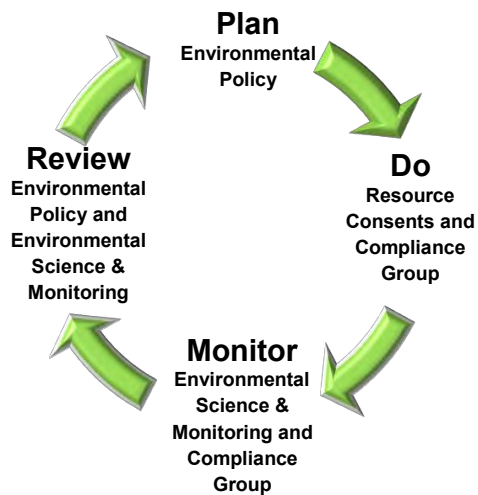 Plan
Environmental
Policy
Do
Resource
Consents and
Compliance
Group
Monitor
Environmental
Science &
Monitoring and
Compliance
Group
Review
Environmental
Policy and
Environmental
Science &
Monitoring